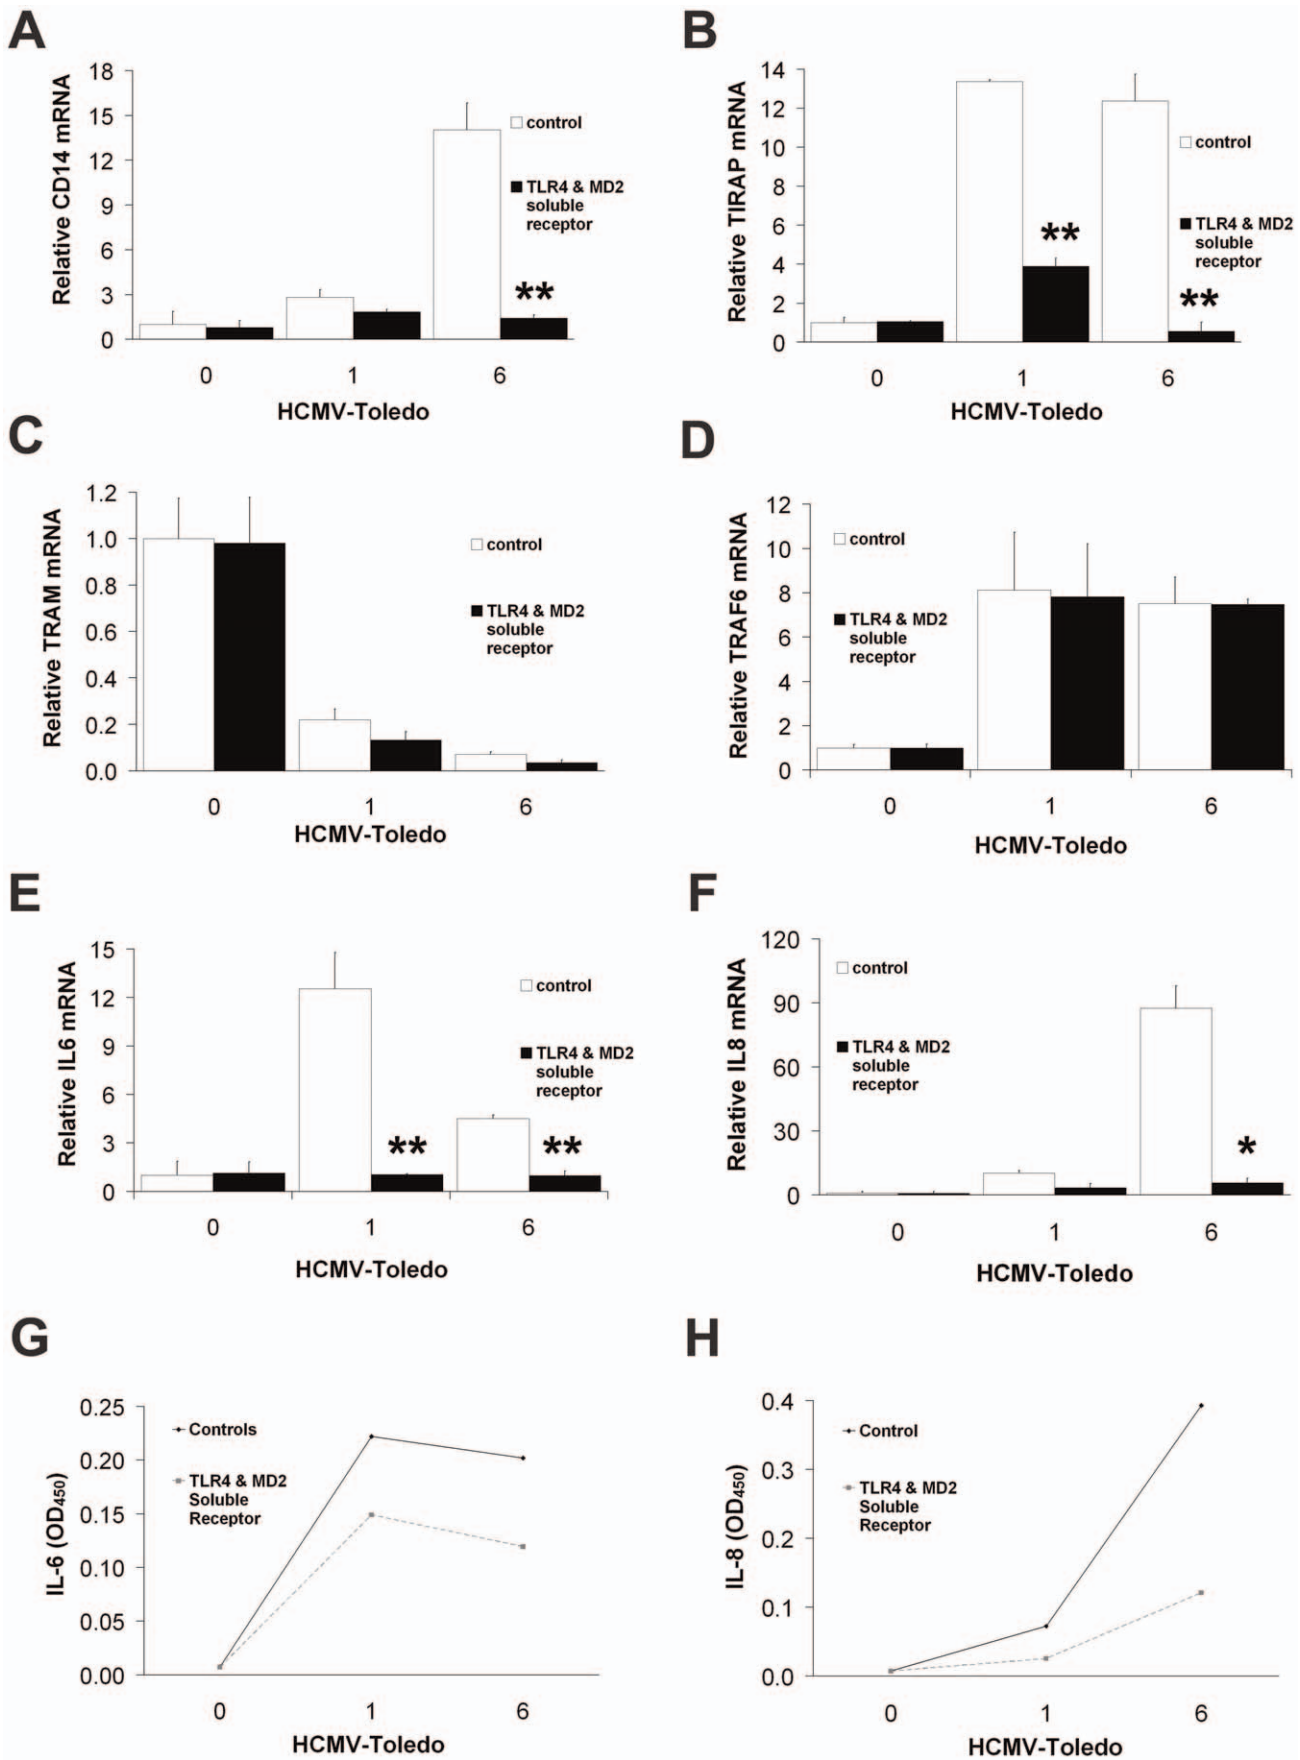 A
Relative CD14 mRNA
18
15
12
9
6
3
0
control
TLR4 & MD2
soluble
receptor
**
0 1 6
HCMV-Toledo
B
Relative TIRAP mRNA
14
12
10
8
6
4
2
0
control
TLR4 & MD2
soluble
receptor
**
**
0 1 6
HCMV-Toledo
C
Relative TRAM mRNA
1.2
1.0
0.8
0.6
0.4
0.2
0.0
control
TLR4 & MD2
soluble
receptor
0 1 6
HCMV-Toledo
D
Relative TRAF6 mRNA
12
10
8
6
4
2
0
control
TLR4 & MD2
soluble
receptor
0 1 6
HCMV-Toledo
E
Relative IL6 mRNA
15
12
9
6
3
0
control
TLR4 & MD2
soluble
receptor
** **
0 1 6
HCMV-Toledo
F
Relative IL8 mRNA
120
90
60
30
0
control
TLR4 & MD2
soluble
receptor
*
0 1 6
HCMV-Toledo
G
IL-6 (OD450)
0.25
0.20
0.15
0.10
0.05
0.00
Controls
TLR4 & MD2
Soluble
Receptor
0 1 6
HCMV-Toledo
H
IL-8 (OD450)
0.4
0.3
0.2
0.1
0.0
Control
TLR4 & MD2
Soluble
Receptor
0 1 6
HCMV-Toledo